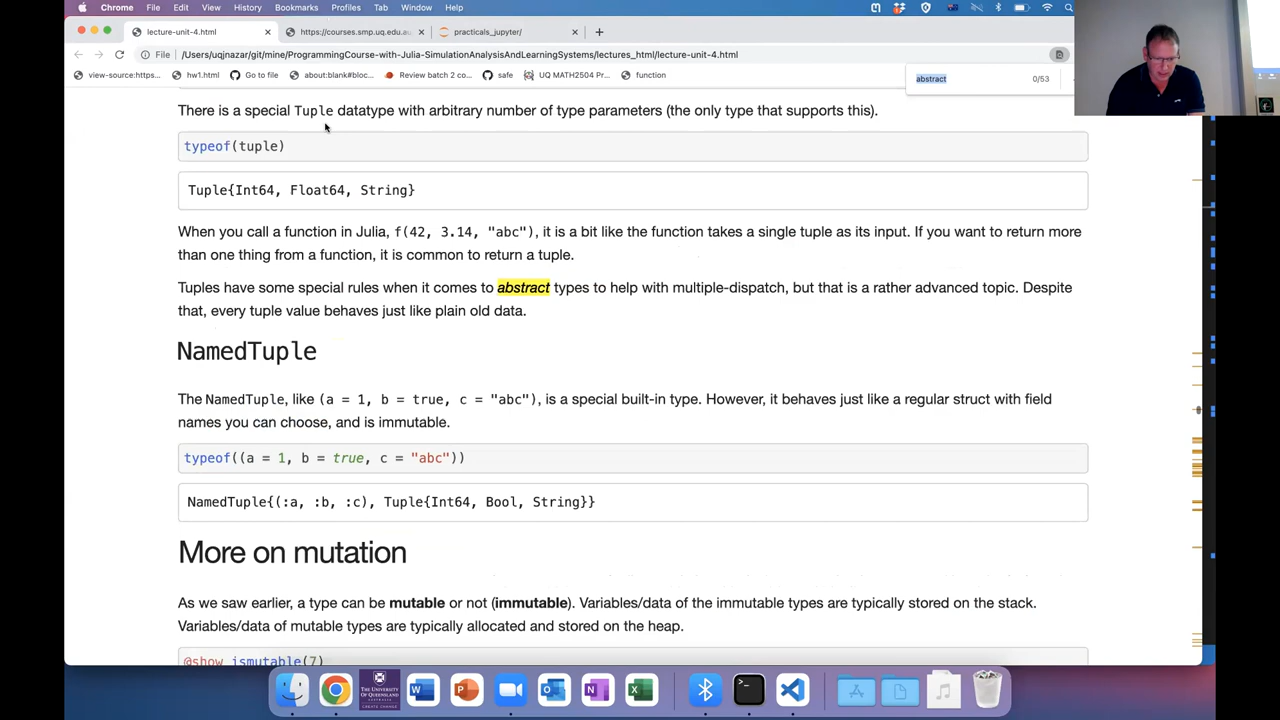 Chrome File Edit View History Bookmarks Profiles Tab Window Help
lecture-unit-4.html × https://courses.smp.uq.edu.au × practicals_jupyter/ × +
File /Users/uqjnazar/git/mine/ProgrammingCourse-with-Julia-SimulationAnalysisAndLearningSystems/lectures_html/lecture-unit-4.html
view-source:https... hw1.html Go to file about:blank#bloc... Review batch 2 co... safe UQ MATH2504 Pr... function
abstract 0/53
There is a special Tuple datatype with arbitrary number of type parameters (the only type that supports this).
typeof(tuple)
Tuple{Int64, Float64, String}
When you call a function in Julia, f(42, 3.14, "abc"), it is a bit like the function takes a single tuple as its input. If you want to return more
than one thing from a function, it is common to return a tuple.
Tuples have some special rules when it comes to abstract types to help with multiple-dispatch, but that is a rather advanced topic. Despite
that, every tuple value behaves just like plain old data.
NamedTuple
The NamedTuple, like (a = 1, b = true, c = "abc"), is a special built-in type. However, it behaves just like a regular struct with field
names you can choose, and is immutable.
typeof((a = 1, b = true, c = "abc"))
NamedTuple{(:a, :b, :c), Tuple{Int64, Bool, String}}
More on mutation
As we saw earlier, a type can be mutable or not (immutable). Variables/data of the immutable types are typically stored on the stack.
Variables/data of mutable types are typically allocated and stored on the heap.
@show ismutable(7)
THE UNIVERSITY OF QUEENSLAND